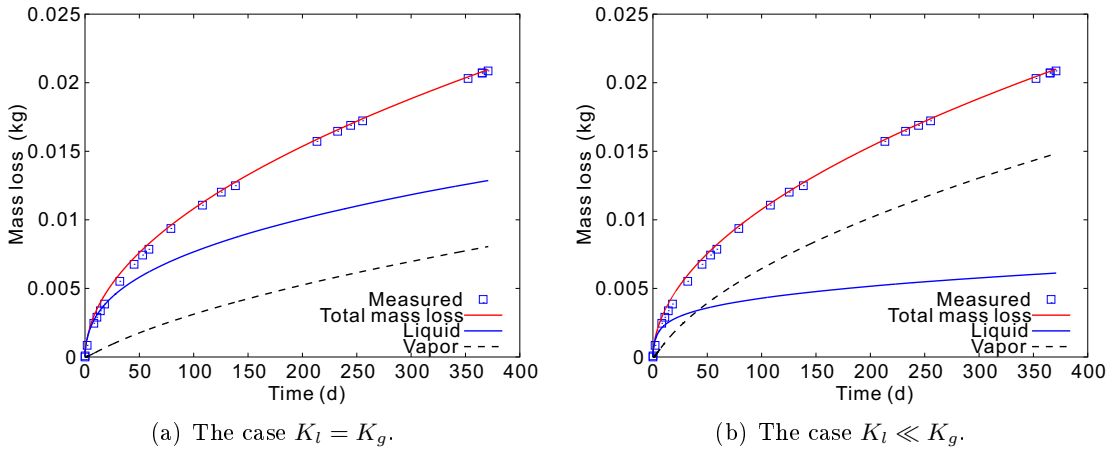 0.025
0.02
0.015
0.01
0.005
0
Mass loss (kg)
Measured
Total mass loss
Liquid
Vapor
0 50 100 150 200 250 300 350 400
Time (d)
(a) The case K_l = K_g.
0.025
0.02
0.015
0.01
0.005
0
Mass loss (kg)
Measured
Total mass loss
Liquid
Vapor
0 50 100 150 200 250 300 350 400
Time (d)
(b) The case K_l ≪ K_g.